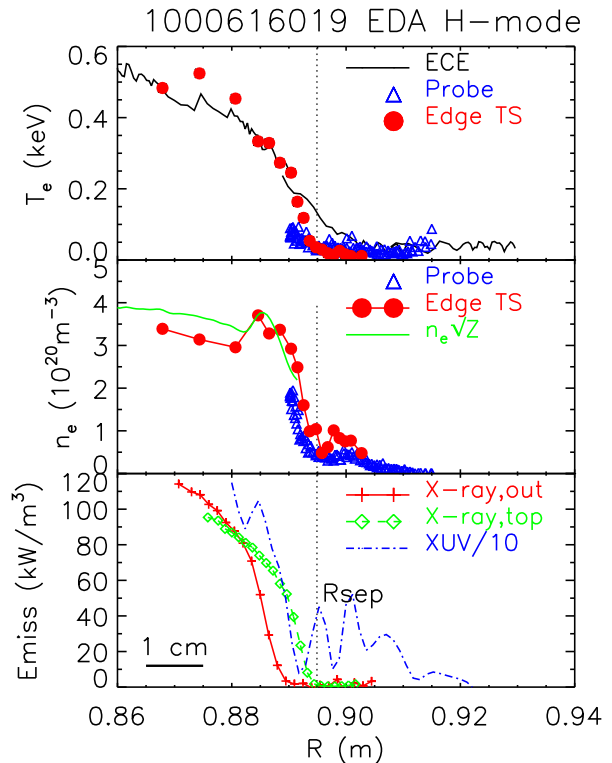 1000616019 EDA H-mode
0.6
0.4
0.2
0.0
T_e (keV)
ECE
Probe
Edge TS
5
4
3
2
1
0
n_e (10^20 m^-3)
Probe
Edge TS
n_e√Z
120
100
80
60
40
20
0
Emiss (kW/m^3)
X-ray,out
X-ray,top
XUV/10
Rsep
1 cm
0.86 0.88 0.90 0.92 0.94
R (m)